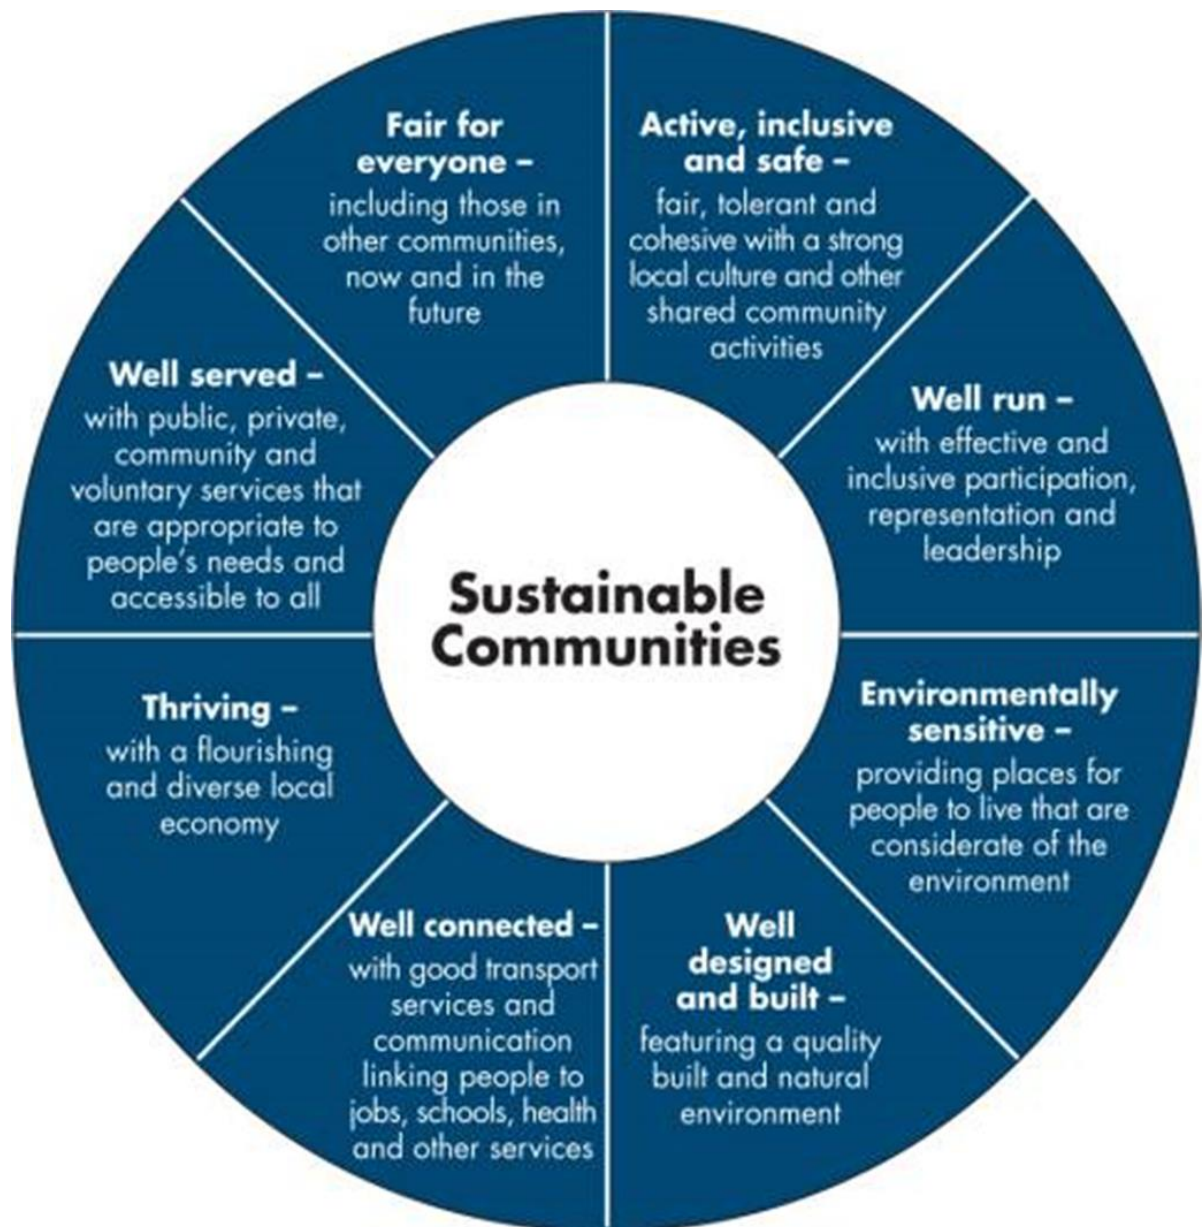 Fair for
everyone –
including those in
other communities,
now and in the
future
Active, inclusive
and safe –
fair, tolerant and
cohesive with a strong
local culture and other
shared community
activities
Well run –
with effective and
inclusive participation,
representation and
leadership
Environmentally
sensitive –
providing places for
people to live that are
considerate of the
environment
Well
designed
and built –
featuring a quality
built and natural
environment
Well connected –
with good transport
services and
communication
linking people to
jobs, schools, health
and other services
Thriving –
with a flourishing
and diverse local
economy
Well served –
with public, private,
community and
voluntary services that
are appropriate to
people's needs and
accessible to all
Sustainable
Communities